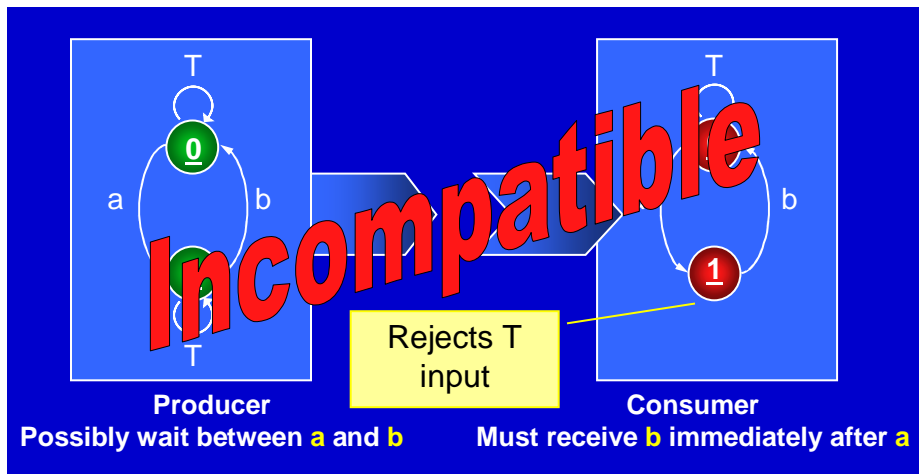 T
0
a
b
T
Producer
Possibly wait between a and b
Incompatible
T
b
1
Rejects T
input
Consumer
Must receive b immediately after a